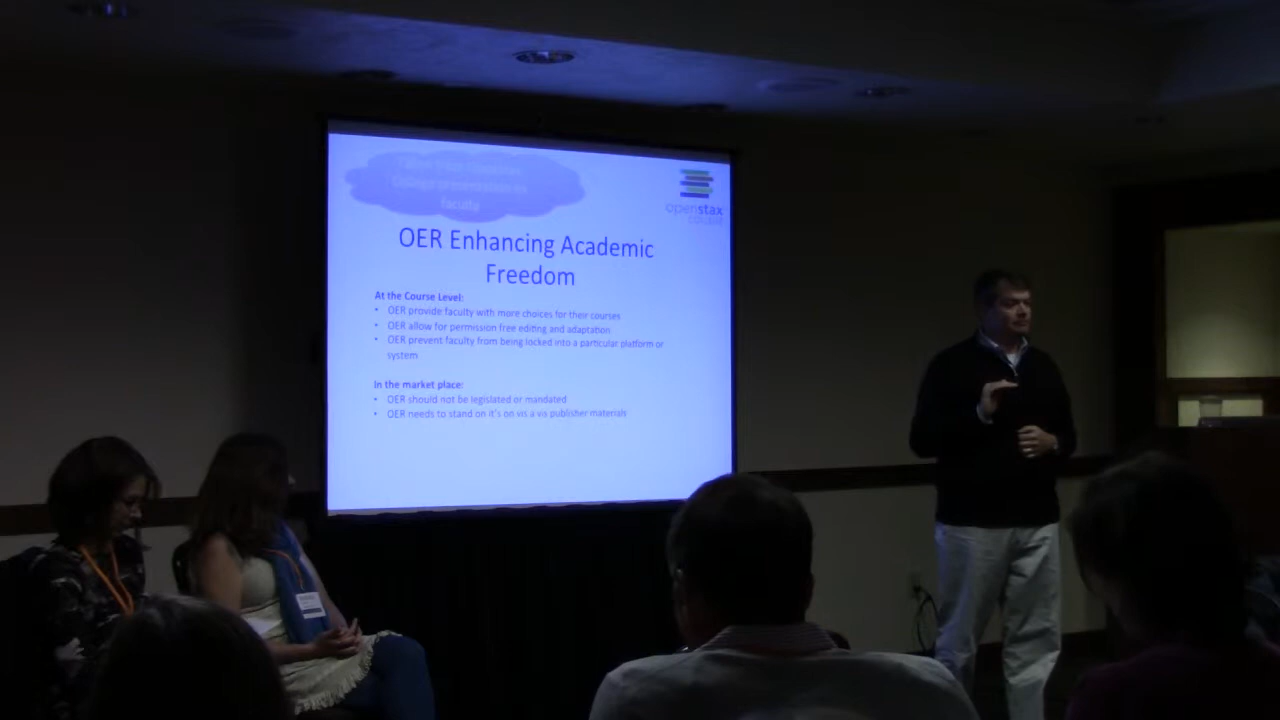 faculty
openstax
COLLEGE
OER Enhancing Academic
Freedom
At the Course Level:
• OER provide faculty with more choices for their courses
• OER allow for permission free editing and adaptation
• OER prevent faculty from being locked into a particular platform or
system
In the market place:
• OER should not be legislated or mandated
• OER needs to stand on it's on vis a vis publisher materials